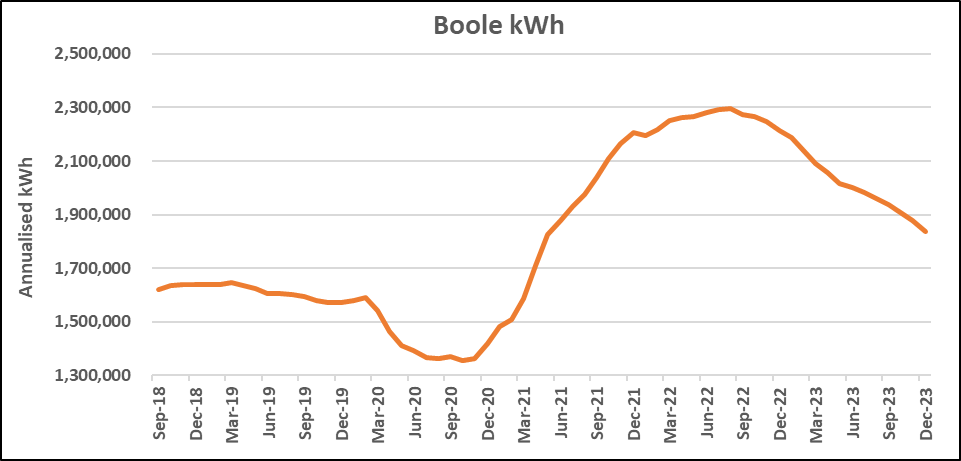 Boole kWh
Annualised kWh
2,500,000
2,300,000
2,100,000
1,900,000
1,700,000
1,500,000
1,300,000
Sep-18
Dec-18
Mar-19
Jun-19
Sep-19
Dec-19
Mar-20
Jun-20
Sep-20
Dec-20
Mar-21
Jun-21
Sep-21
Dec-21
Mar-22
Jun-22
Sep-22
Dec-22
Mar-23
Jun-23
Sep-23
Dec-23